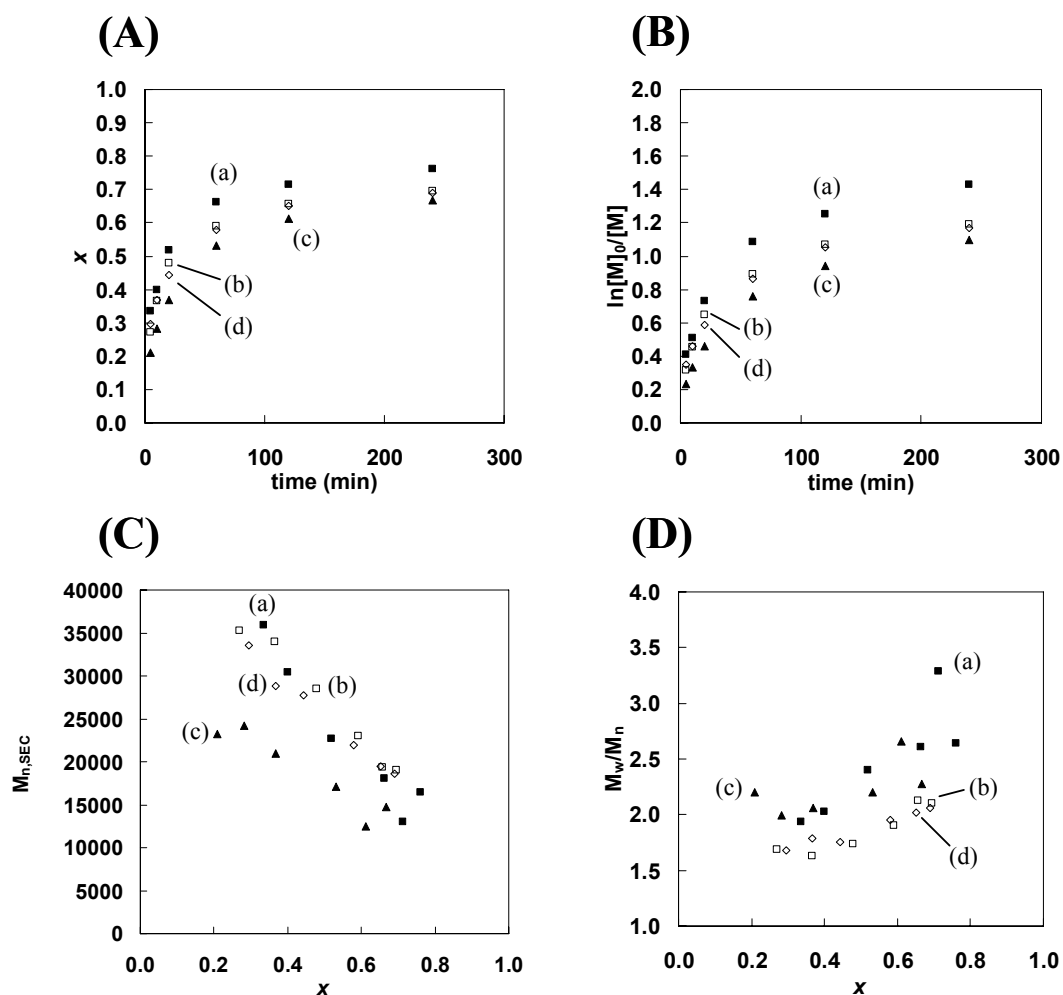 (A)
1.0
0.9
0.8
0.7
0.6
0.5
0.4
0.3
0.2
0.1
0.0
x
(a)
(c)
(b)
(d)
0 100 200 300
time (min)
(B)
2.0
1.8
1.6
1.4
1.2
1.0
0.8
0.6
0.4
0.2
0.0
ln[M]₀/[M]
(a)
(c)
(b)
(d)
0 100 200 300
time (min)
(C)
40000
35000
30000
25000
20000
15000
10000
5000
0
Mn,SEC
(a)
(d) (b)
(c)
0.0 0.2 0.4 0.6 0.8 1.0
x
(D)
4.0
3.5
3.0
2.5
2.0
1.5
1.0
Mw/Mn
(a)
(c) (b)
(d)
0.0 0.2 0.4 0.6 0.8 1.0
x